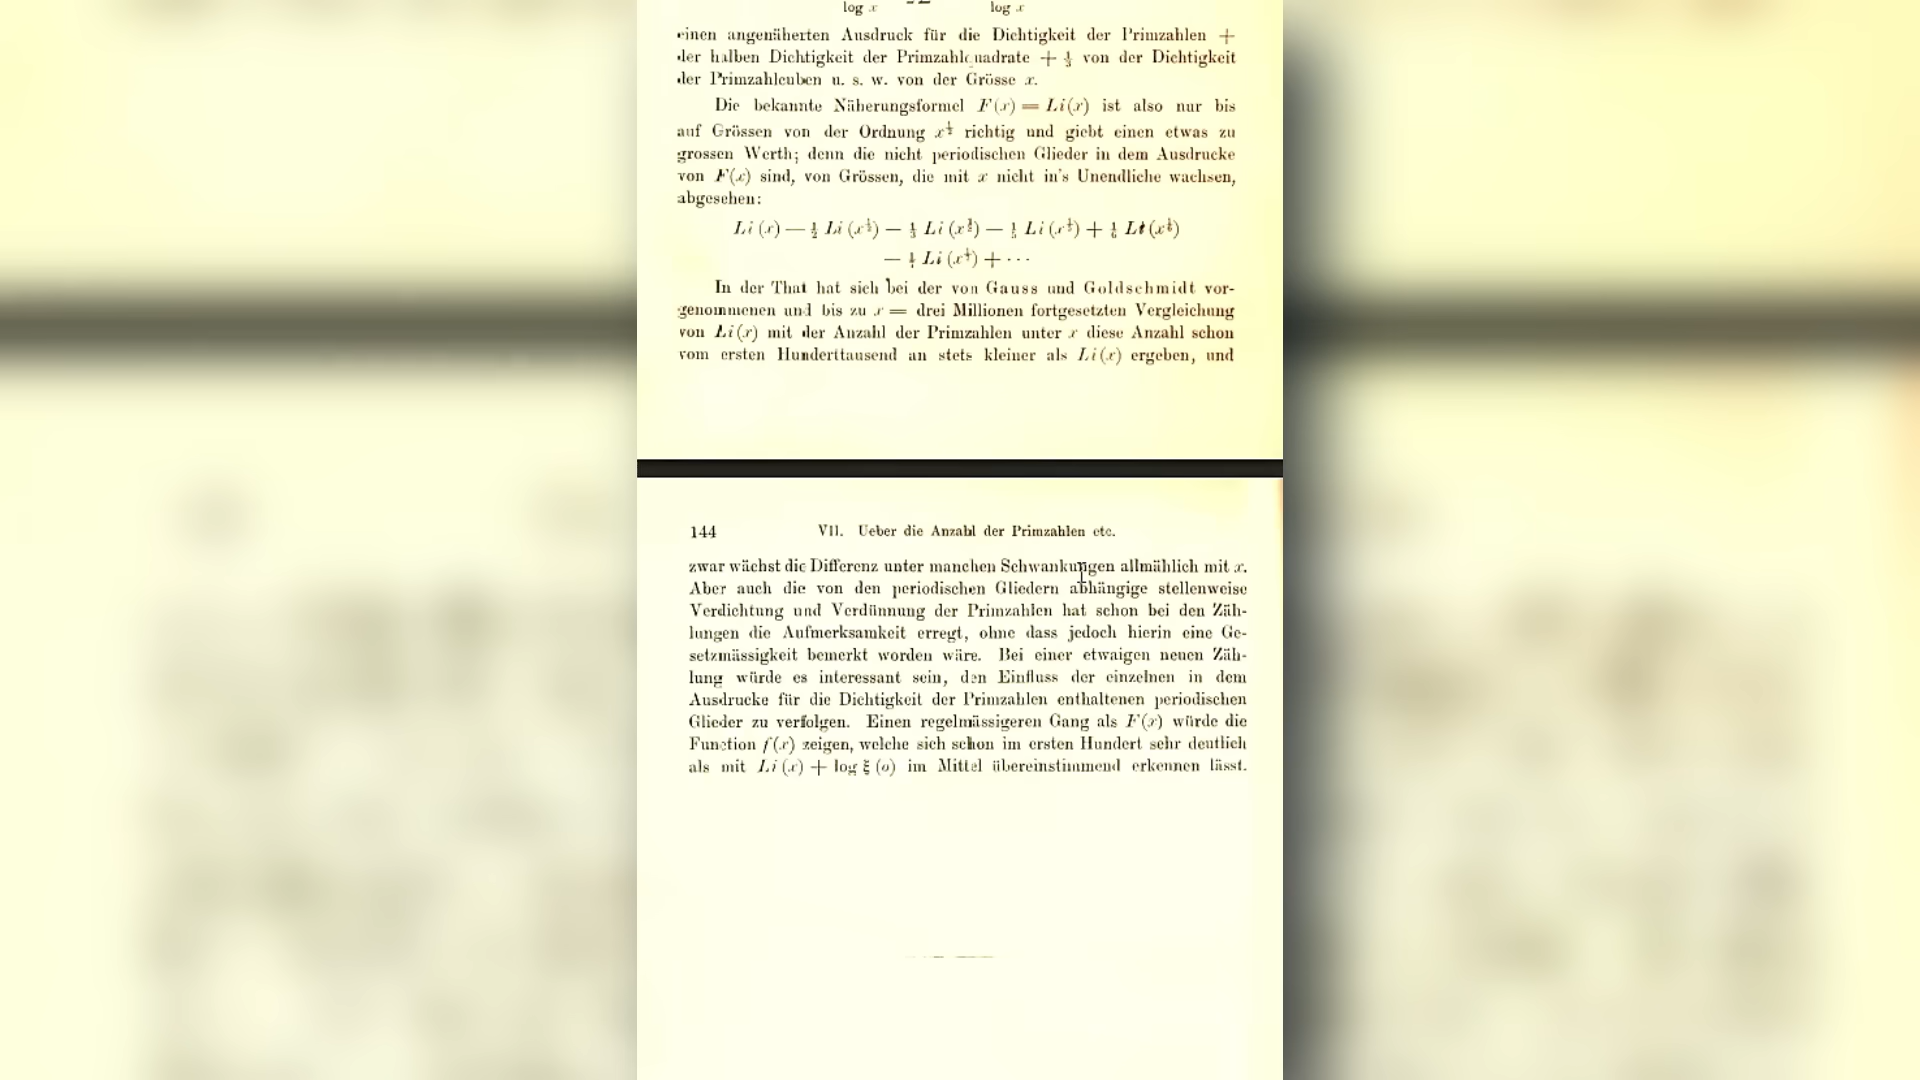 log x log x
einen angenäherten Ausdruck für die Dichtigkeit der Primzahlen +
der halben Dichtigkeit der Primzahlquadrate + ⅓ von der Dichtigkeit
der Primzahlcuben u. s. w. von der Grösse x.
Die bekannte Näherungsformel F(x) = Li(x) ist also nur bis
auf Grössen von der Ordnung x^½ richtig und giebt einen etwas zu
grossen Werth; denn die nicht periodischen Glieder in dem Ausdrucke
von F(x) sind, von Grössen, die mit x nicht in's Unendliche wachsen,
abgesehen:
Li (x) — ½ Li (x^½) — ⅓ Li (x^⅓) — ⅕ Li (x^⅕) + ⅙ Li (x^⅙)
— ⅐ Li (x^⅐) + ···
In der That hat sich bei der von Gauss und Goldschmidt vor-
genommenen und bis zu x = drei Millionen fortgesetzten Vergleichung
von Li(x) mit der Anzahl der Primzahlen unter x diese Anzahl schon
vom ersten Hunderttausend an stets kleiner als Li(x) ergeben, und
144 VII. Ueber die Anzahl der Primzahlen etc.
zwar wächst die Differenz unter manchen Schwankungen allmählich mit x.
Aber auch die von den periodischen Gliedern abhängige stellenweise
Verdichtung und Verdünnung der Primzahlen hat schon bei den Zäh-
lungen die Aufmerksamkeit erregt, ohne dass jedoch hierin eine Ge-
setzmässigkeit bemerkt worden wäre. Bei einer etwaigen neuen Zäh-
lung würde es interessant sein, den Einfluss der einzelnen in dem
Ausdrucke für die Dichtigkeit der Primzahlen enthaltenen periodischen
Glieder zu verfolgen. Einen regelmässigeren Gang als F(x) würde die
Function f(x) zeigen, welche sich schon im ersten Hundert sehr deutlich
als mit Li (x) + log ξ (o) im Mittel übereinstimmend erkennen lässt.